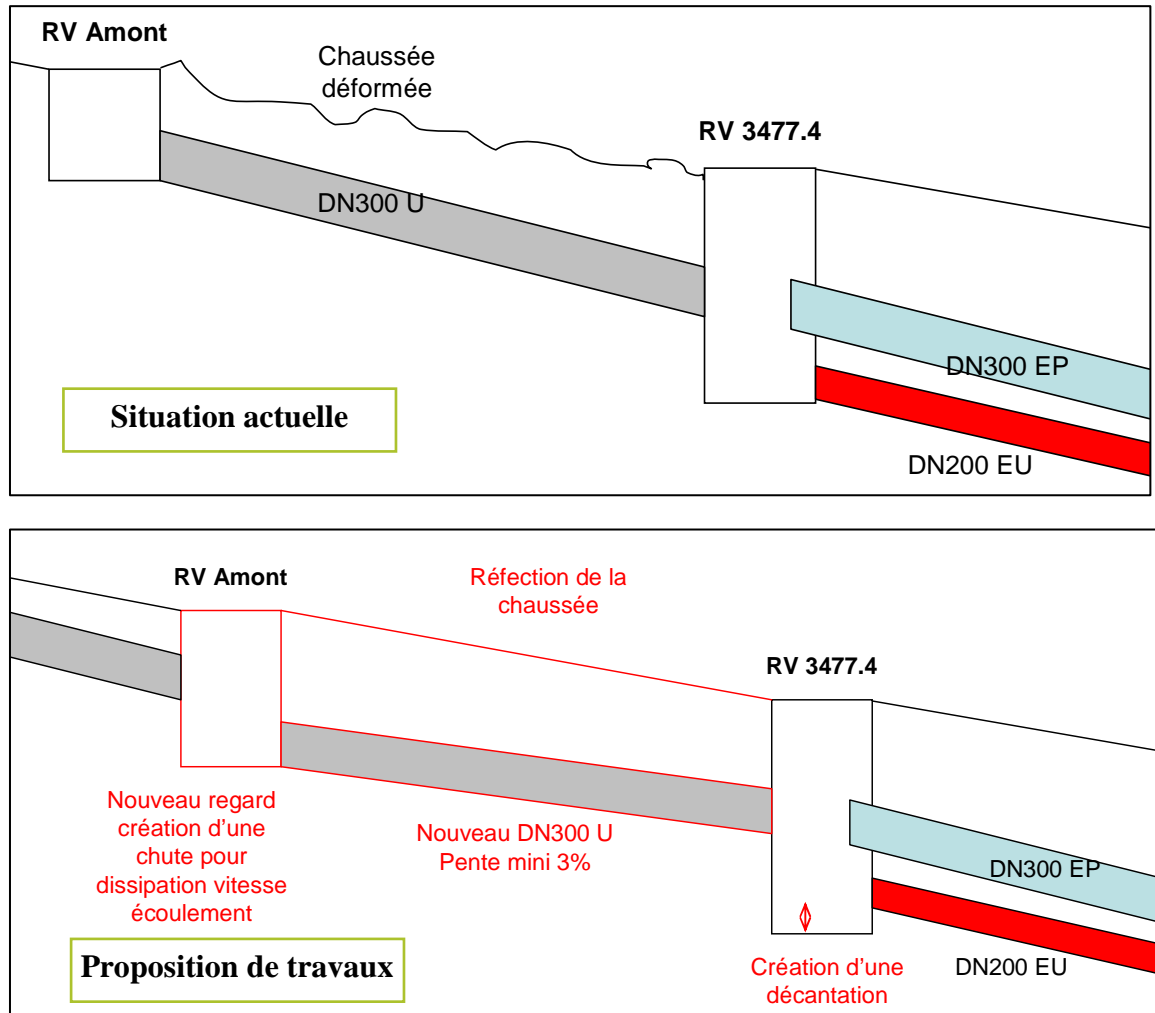 RV Amont
Chaussée
déformée
RV 3477.4
DN300 U
DN300 EP
Situation actuelle
DN200 EU
RV Amont
Réfection de la
chaussée
RV 3477.4
Nouveau regard
création d’une
chute pour
dissipation vitesse
écoulement
Nouveau DN300 U
Pente mini 3%
DN300 EP
Proposition de travaux
Création d’une
décantation
DN200 EU